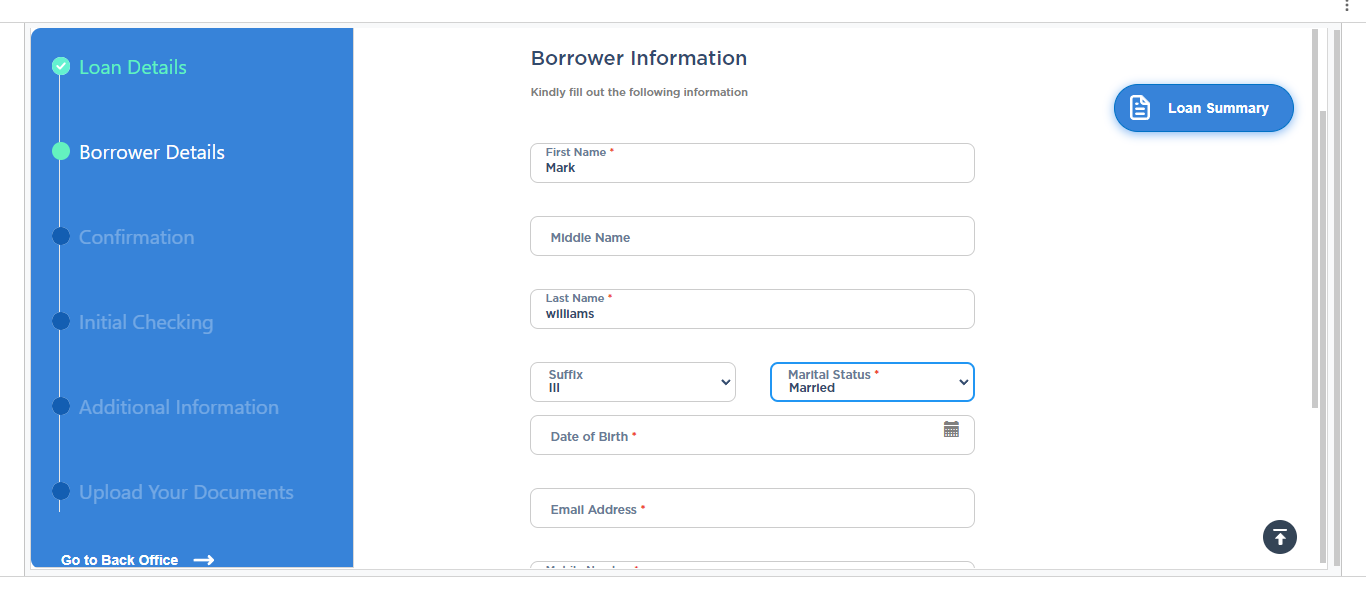 Loan Details
Borrower Details
Confirmation
Initial Checking
Additional Information
Upload Your Documents
Go to Back Office
Borrower Information
Kindly fill out the following information
Loan Summary
First Name *
Mark
Middle Name
Last Name *
williams
Suffix
III
Marital Status *
Married
Date of Birth *
Email Address *